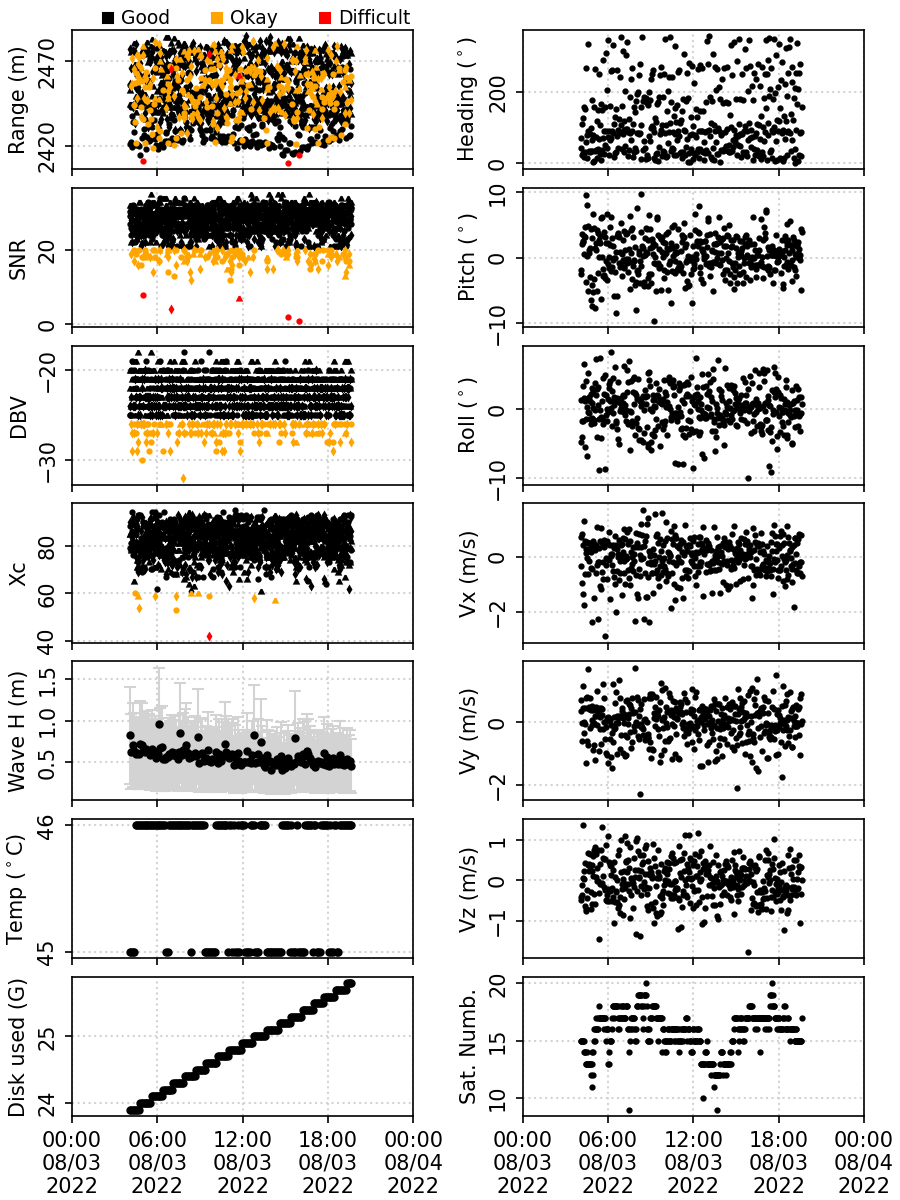 Good Okay Difficult
Range (m)
2470
2420
Heading (°)
200
0
SNR
20
0
Pitch (°)
10
0
−10
DBV
−20
−30
Roll (°)
0
−10
Xc
80
60
40
Vx (m/s)
0
−2
Wave H (m)
1.5
1.0
0.5
Vy (m/s)
0
−2
Temp (°C)
46
45
Vz (m/s)
1
0
−1
Disk used (G)
25
24
Sat. Numb.
20
15
10
00:00 06:00 12:00 18:00 00:00
08/03 08/03 08/03 08/03 08/04
2022 2022 2022 2022 2022
00:00 06:00 12:00 18:00 00:00
08/03 08/03 08/03 08/03 08/04
2022 2022 2022 2022 2022